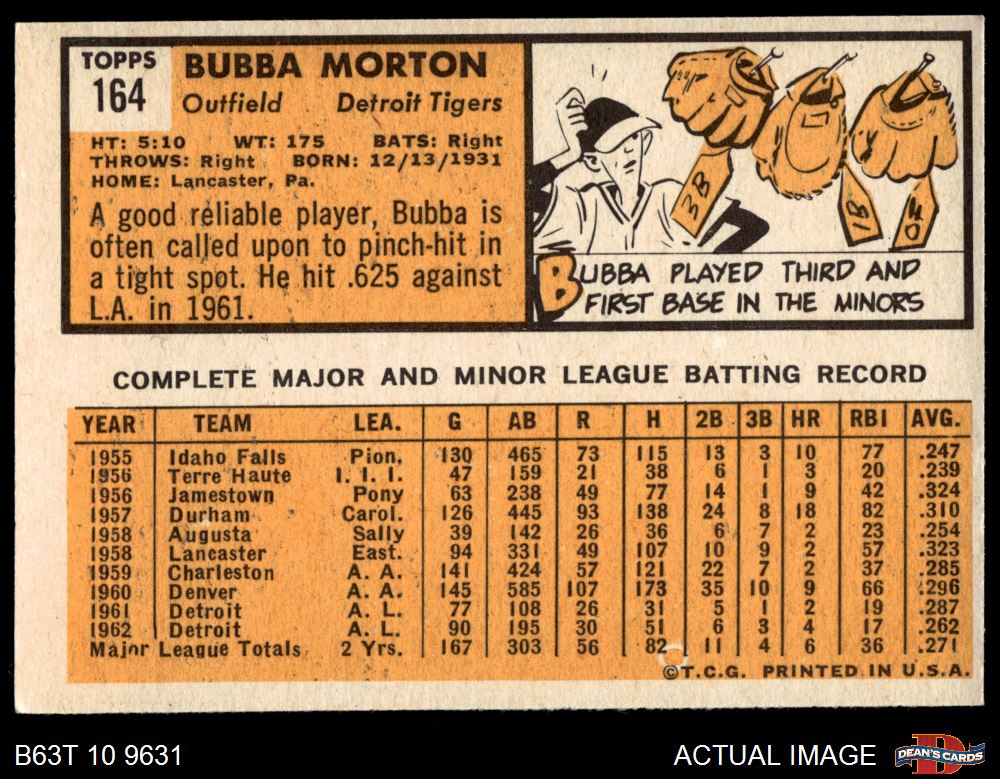 TOPPS
164
BUBBA MORTON
Outfield Detroit Tigers
HT: 5:10 WT: 175 BATS: Right
THROWS: Right BORN: 12/13/1931
HOME: Lancaster, Pa.
A good reliable player, Bubba is
often called upon to pinch-hit in
a tight spot. He hit .625 against
L.A. in 1961.
3B
1B
OF
BUBBA PLAYED THIRD AND
FIRST BASE IN THE MINORS
COMPLETE MAJOR AND MINOR LEAGUE BATTING RECORD
YEAR TEAM LEA. G AB R H 2B 3B HR RBI AVG.
1955 Idaho Falls Pion. 130 465 73 115 13 3 10 77 .247
1956 Terre Haute I. I. I. 47 159 21 38 6 1 3 20 .239
1956 Jamestown Pony 63 238 49 77 14 1 9 42 .324
1957 Durham Carol. 126 445 93 138 24 8 18 82 .310
1958 Augusta Sally 39 142 26 36 6 7 2 23 .254
1958 Lancaster East. 94 331 49 107 10 9 2 57 .323
1959 Charleston A. A. 141 424 57 121 22 7 2 37 .285
1960 Denver A. A. 145 585 107 173 35 10 9 66 .296
1961 Detroit A. L. 77 108 26 31 5 1 2 19 .287
1962 Detroit A. L. 90 195 30 51 6 3 4 17 .262
Major League Totals 2 Yrs. 167 303 56 82 11 4 6 36 .271
©T.C.G. PRINTED IN U.S.A.
B63T 10 9631
ACTUAL IMAGE
D
DEAN'S CARDS